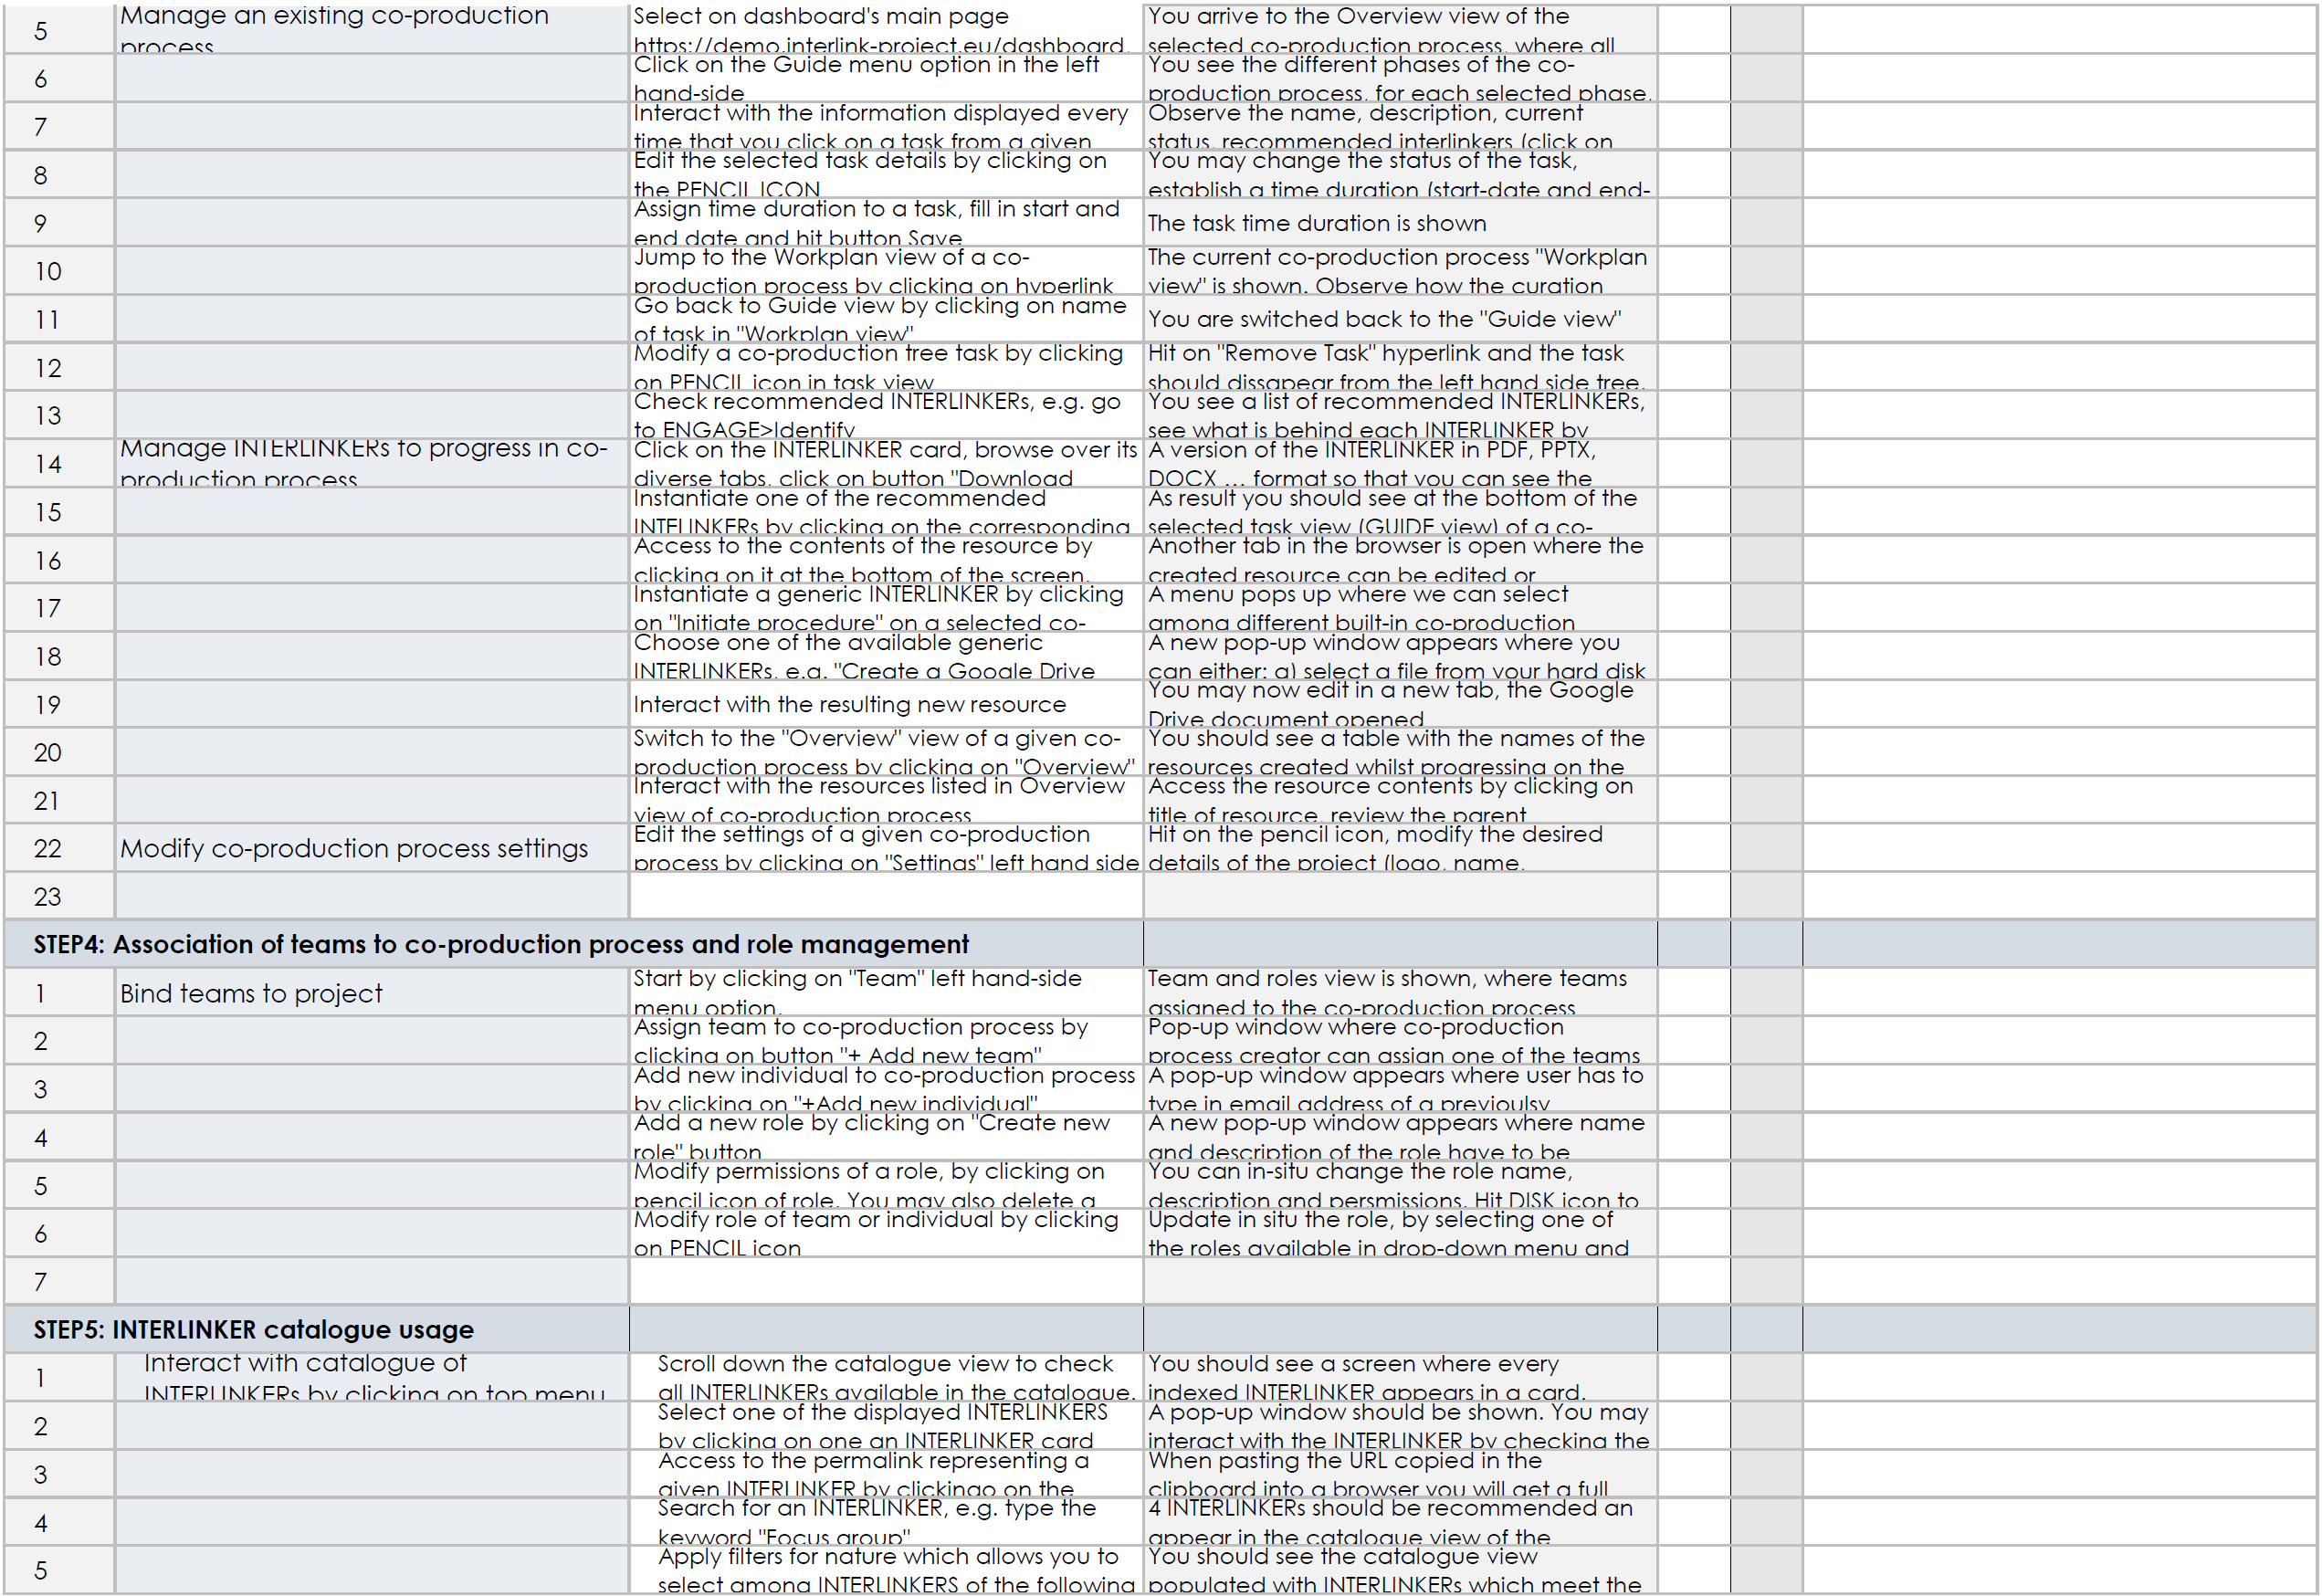 5
Manage an existing co-production
process
Select on dashboard's main page
https://demo.interlink-project.eu/dashboard,
You arrive to the Overview view of the
selected co-production process, where all
6
Click on the Guide menu option in the left
hand-side
You see the different phases of the co-
production process, for each selected phase,
7
Interact with the information displayed every
time that you click on a task from a given
Observe the name, description, current
status, recommended interlinkers (click on
8
Edit the selected task details by clicking on
the PENCIL ICON
You may change the status of the task,
establish a time duration (start-date and end-
9
Assign time duration to a task, fill in start and
end date and hit button Save
The task time duration is shown
10
Jump to the Workplan view of a co-
production process by clicking on hyperlink
The current co-production process "Workplan
view" is shown. Observe how the curation
11
Go back to Guide view by clicking on name
of task in "Workplan view"
You are switched back to the "Guide view"
12
Modify a co-production tree task by clicking
on PENCIL icon in task view
Hit on "Remove Task" hyperlink and the task
should dissapear from the left hand side tree.
13
Check recommended INTERLINKERs, e.g. go
to ENGAGE>Identify
You see a list of recommended INTERLINKERs,
see what is behind each INTERLINKER by
14
Manage INTERLINKERs to progress in co-
production process
Click on the INTERLINKER card, browse over its
diverse tabs, click on button "Download
A version of the INTERLINKER in PDF, PPTX,
DOCX … format so that you can see the
15
Instantiate one of the recommended
INTELINKERs by clicking on the corresponding
As result you should see at the bottom of the
selected task view (GUIDE view) of a co-
16
Access to the contents of the resource by
clicking on it at the bottom of the screen.
Another tab in the browser is open where the
created resource can be edited or
17
Instantiate a generic INTERLINKER by clicking
on "Initiate procedure" on a selected co-
A menu pops up where we can select
among different built-in co-production
18
Choose one of the available generic
INTERLINKERs, e.g. "Create a Google Drive
A new pop-up window appears where you
can either: a) select a file from your hard disk
19
Interact with the resulting new resource
You may now edit in a new tab, the Google
Drive document opened
20
Switch to the "Overview" view of a given co-
production process by clicking on "Overview"
You should see a table with the names of the
resources created whilst progressing on the
21
Interact with the resources listed in Overview
view of co-production process
Access the resource contents by clicking on
title of resource, review the parent
22
Modify co-production process settings
Edit the settings of a given co-production
process by clicking on "Settings" left hand side
Hit on the pencil icon, modify the desired
details of the project (logo, name,
23
STEP4: Association of teams to co-production process and role management
1
Bind teams to project
Start by clicking on "Team" left hand-side
menu option.
Team and roles view is shown, where teams
assigned to the co-production process
2
Assign team to co-production process by
clicking on button "+ Add new team"
Pop-up window where co-production
process creator can assign one of the teams
3
Add new individual to co-production process
by clicking on "+Add new individual"
A pop-up window appears where user has to
type in email address of a previoulsy
4
Add a new role by clicking on "Create new
role" button
A new pop-up window appears where name
and description of the role have to be
5
Modify permissions of a role, by clicking on
pencil icon of role. You may also delete a
You can in-situ change the role name,
description and persmissions. Hit DISK icon to
6
Modify role of team or individual by clicking
on PENCIL icon
Update in situ the role, by selecting one of
the roles available in drop-down menu and
7
STEP5: INTERLINKER catalogue usage
1
Interact with catalogue of
INTERLINKERs by clicking on top menu
Scroll down the catalogue view to check
all INTERLINKERs available in the catalogue.
You should see a screen where every
indexed INTERLINKER appears in a card.
2
Select one of the displayed INTERLINKERS
by clicking on one an INTERLINKER card
A pop-up window should be shown. You may
interact with the INTERLINKER by checking the
3
Access to the permalink representing a
given INTERLINKER by clickingo on the
When pasting the URL copied in the
clipboard into a browser you will get a full
4
Search for an INTERLINKER, e.g. type the
keyword "Focus group"
4 INTERLINKERs should be recommended an
appear in the catalogue view of the
5
Apply filters for nature which allows you to
select among INTERLINKERS of the following
You should see the catalogue view
populated with INTERLINKERs which meet the